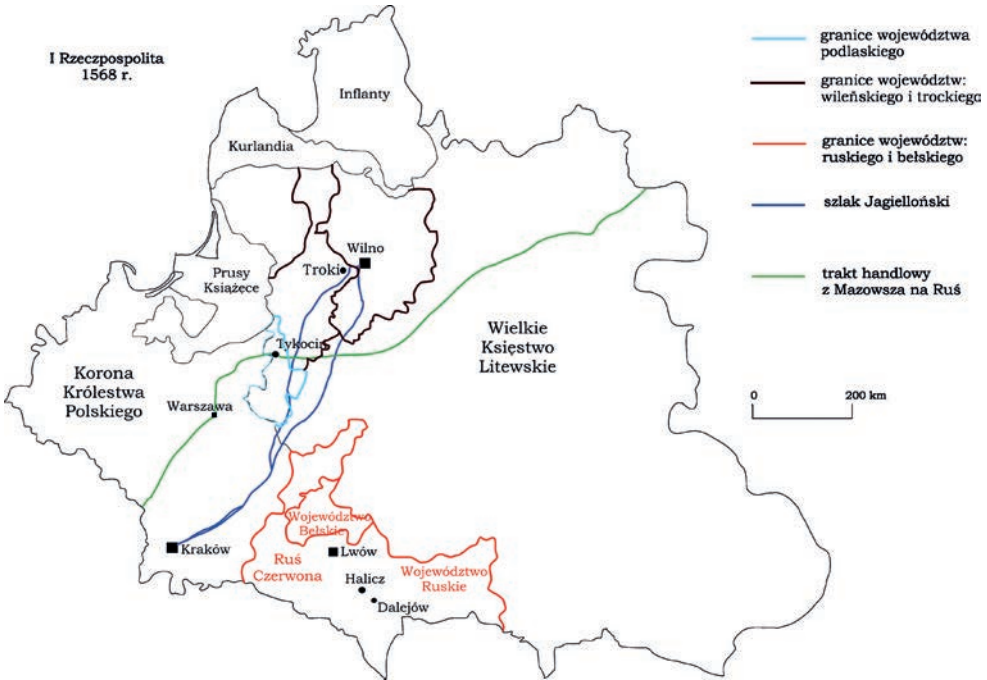 I Rzeczpospolita
1568 r.
Inflanty
Kurlandia
Wilno
Troki
Prusy
Książęce
Tykocin
Wielkie
Księstwo
Litewskie
Korona
Królestwa
Polskiego
Warszawa
Województwo
Bełskie
Kraków
Lwów
Ruś
Czerwona
Województwo
Ruskie
Halicz
Dalejów
granice województwa
podlaskiego
granice województw:
wileńskiego i trockiego
granice województw:
ruskiego i bełskiego
szlak Jagielloński
trakt handlowy
z Mazowsza na Ruś
0 200 km